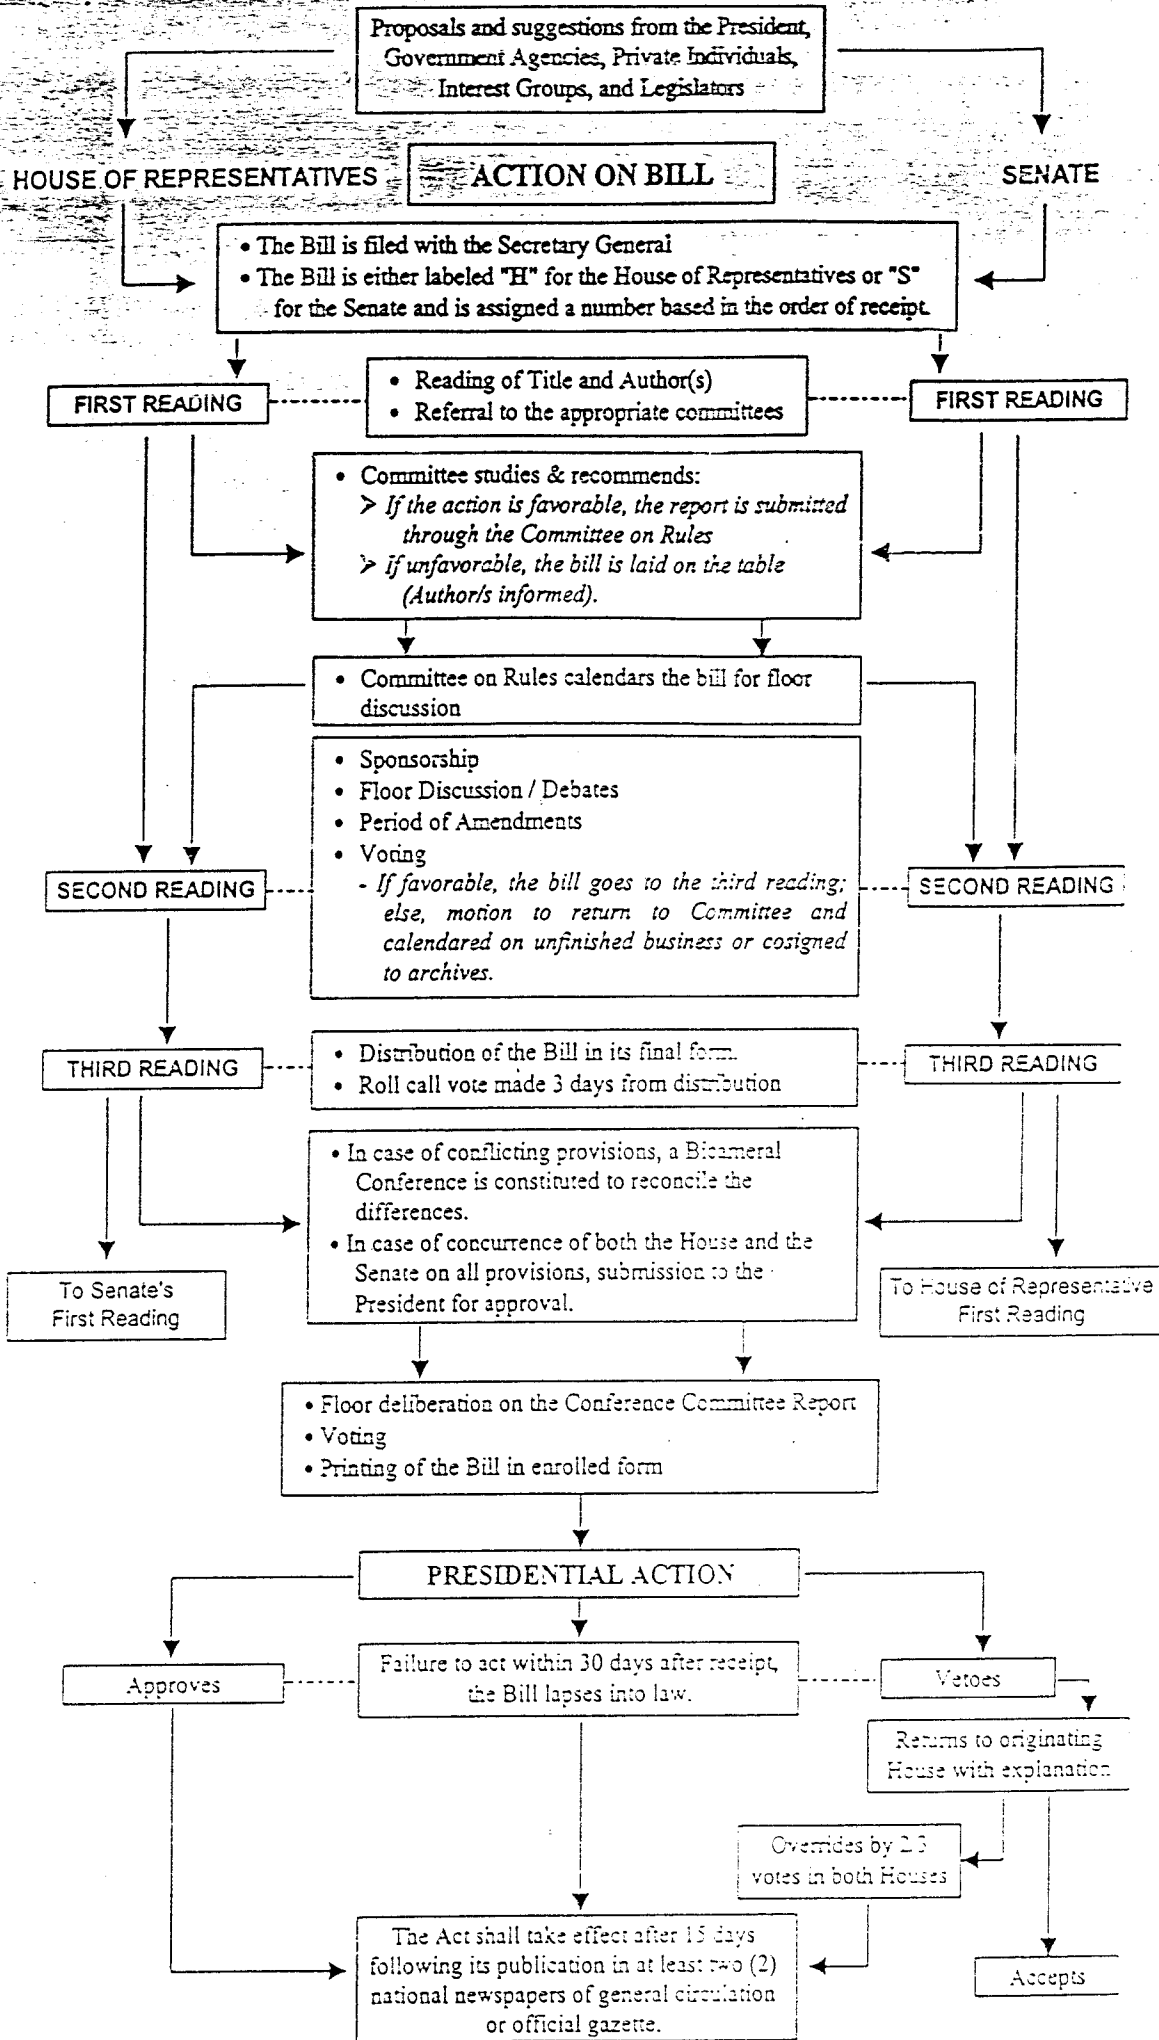 Proposals and suggestions from the President,
Government Agencies, Private Individuals,
Interest Groups, and Legislators
HOUSE OF REPRESENTATIVES
ACTION ON BILL
SENATE
• The Bill is filed with the Secretary General
• The Bill is either labeled "H" for the House of Representatives or "S"
for the Senate and is assigned a number based in the order of receipt.
FIRST READING
• Reading of Title and Author(s)
• Referral to the appropriate committees
FIRST READING
• Committee studies & recommends:
➢ If the action is favorable, the report is submitted
through the Committee on Rules
➢ If unfavorable, the bill is laid on the table
(Author/s informed).
• Committee on Rules calendars the bill for floor
discussion
• Sponsorship
• Floor Discussion / Debates
• Period of Amendments
• Voting
SECOND READING
- If favorable, the bill goes to the third reading;
else, motion to return to Committee and
calendared on unfinished business or cosigned
to archives.
SECOND READING
THIRD READING
• Distribution of the Bill in its final form.
• Roll call vote made 3 days from distribution
THIRD READING
• In case of conflicting provisions, a Bicameral
Conference is constituted to reconcile the
differences.
• In case of concurrence of both the House and the
Senate on all provisions, submission to the
President for approval.
To Senate's
First Reading
To House of Representative
First Reading
• Floor deliberation on the Conference Committee Report
• Voting
• Printing of the Bill in enrolled form
PRESIDENTIAL ACTION
Approves
Failure to act within 30 days after receipt,
the Bill lapses into law.
Vetoes
Returns to originating
House with explanation
Overrides by 2/3
votes in both Houses
The Act shall take effect after 15 days
following its publication in at least two (2)
national newspapers of general circulation
or official gazette.
Accepts